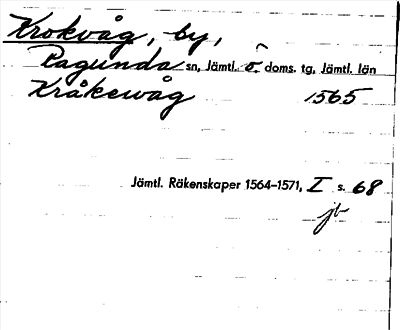 Krokvåg, by,
Ragunda sn, Jämtl. ö. doms. tg, Jämtl. län
Kråkewåg 1565
Jämtl. Räkenskaper 1564–1571, I s. 68